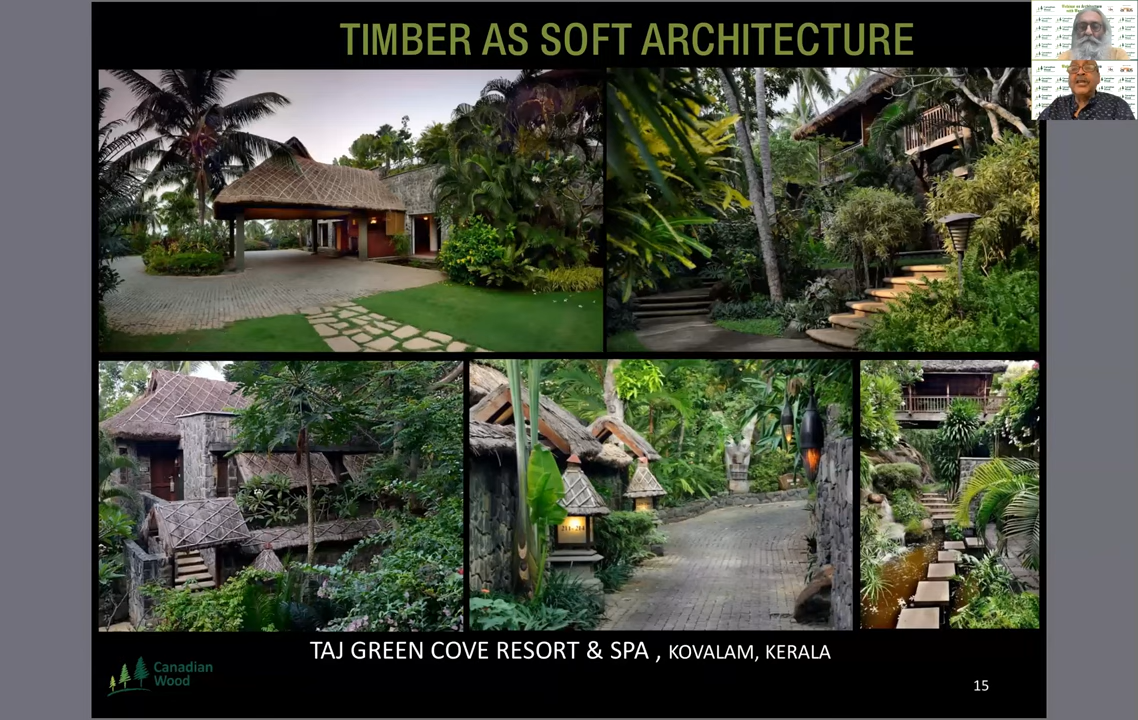 TIMBER AS SOFT ARCHITECTURE
TAJ GREEN COVE RESORT & SPA , KOVALAM, KERALA
Canadian
Wood
15